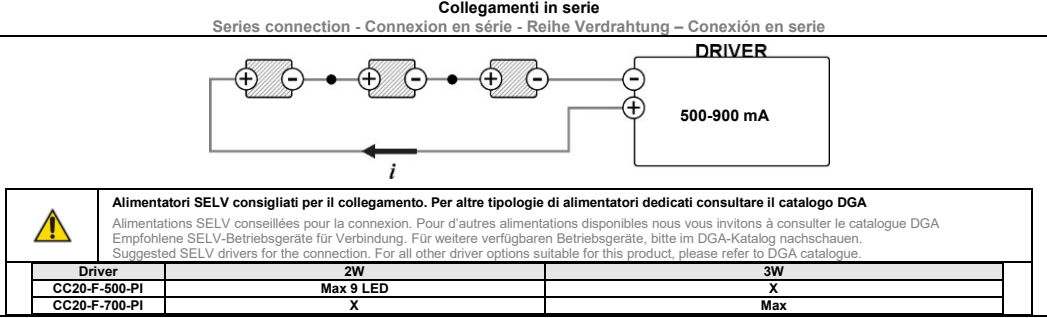 Collegamenti in serie
Series connection - Connexion en série - Reihe Verdrahtung – Conexión en serie
DRIVER
+ - + - + - -
+
500-900 mA
i
Alimentatori SELV consigliati per il collegamento. Per altre tipologie di alimentatori dedicati consultare il catalogo DGA
Alimentations SELV conseillées pour la connexion. Pour d'autres alimentations disponibles nous vous invitons à consulter le catalogue DGA
Empfohlene SELV-Betriebsgeräte für Verbindung. Für weitere verfügbaren Betriebsgeräte, bitte im DGA-Katalog nachschauen.
Suggested SELV drivers for the connection. For all other driver options suitable for this product, please refer to DGA catalogue.
Driver 2W 3W
CC20-F-500-PI Max 9 LED X
CC20-F-700-PI X Max